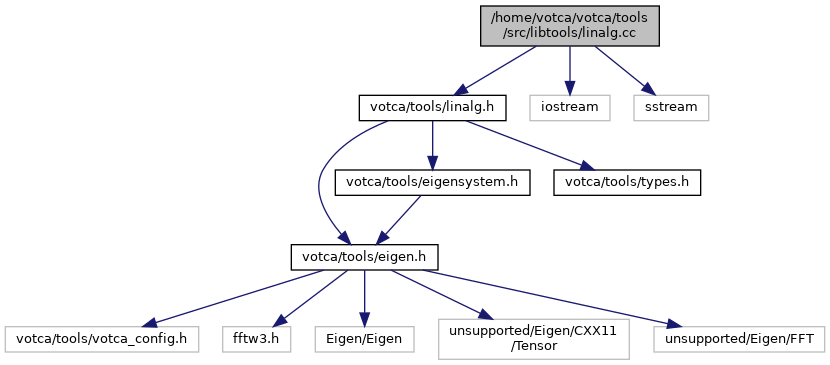 /home/votca/votca/tools
/src/libtools/linalg.cc
votca/tools/linalg.h
iostream
sstream
votca/tools/eigensystem.h
votca/tools/types.h
votca/tools/eigen.h
votca/tools/votca_config.h
fftw3.h
Eigen/Eigen
unsupported/Eigen/CXX11
/Tensor
unsupported/Eigen/FFT